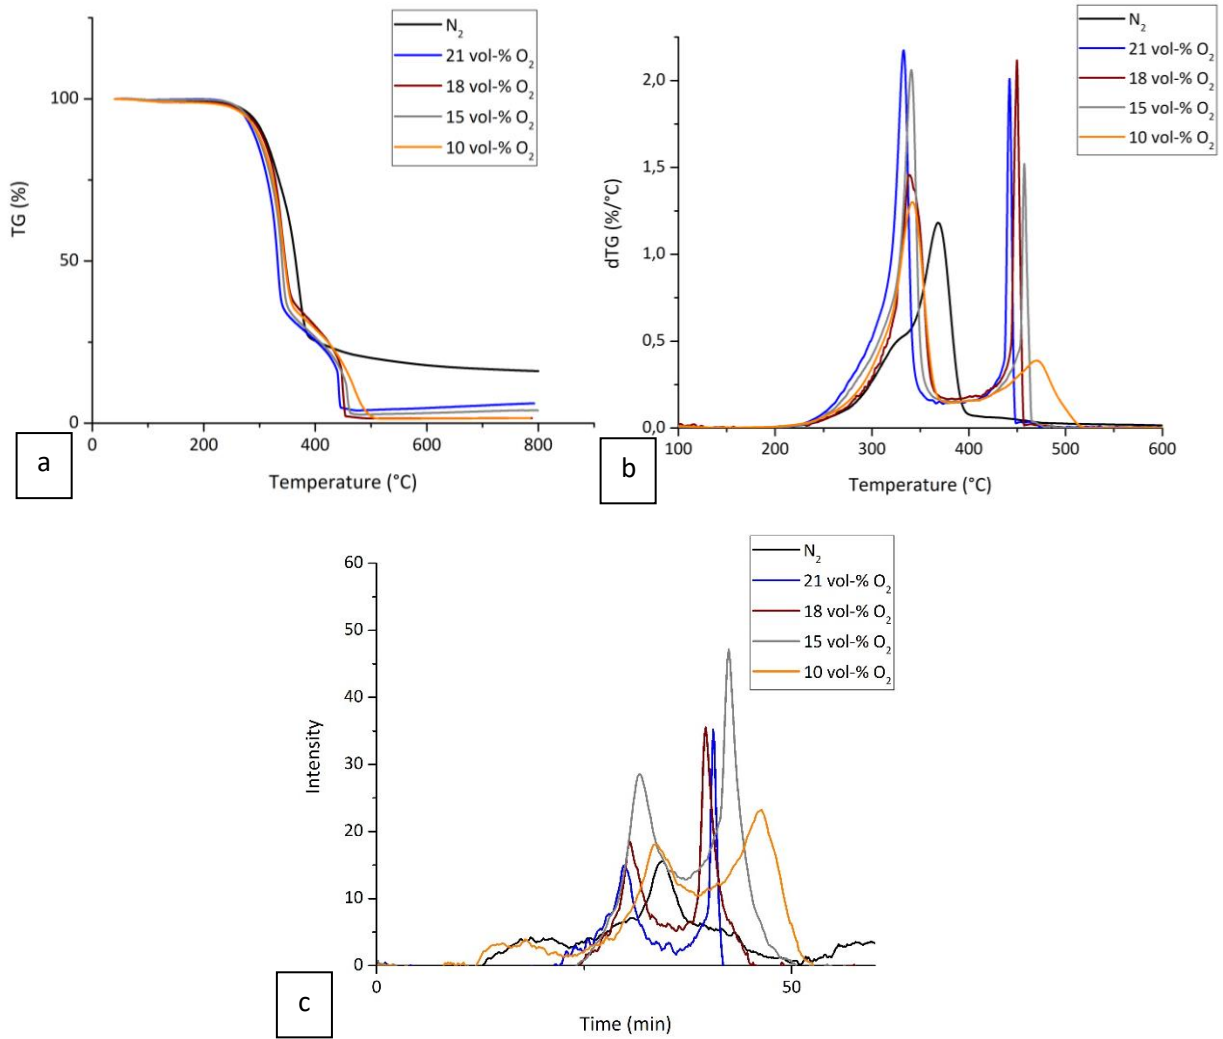 N₂
21 vol-% O₂
18 vol-% O₂
15 vol-% O₂
10 vol-% O₂
TG (%)
100
50
0
0 200 400 600 800
Temperature (°C)
a
N₂
21 vol-% O₂
18 vol-% O₂
15 vol-% O₂
10 vol-% O₂
dTG (%/°C)
2,0
1,5
1,0
0,5
0,0
100 200 300 400 500 600
Temperature (°C)
b
N₂
21 vol-% O₂
18 vol-% O₂
15 vol-% O₂
10 vol-% O₂
Intensity
60
50
40
30
20
10
0
0 50
Time (min)
c